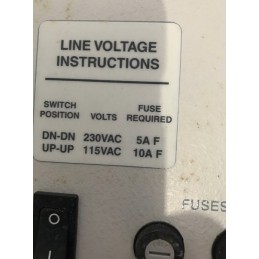 LINE VOLTAGE
INSTRUCTIONS
SWITCH POSITION VOLTS FUSE REQUIRED
DN-DN 230VAC 5A F
UP-UP 115VAC 10A F
FUSES